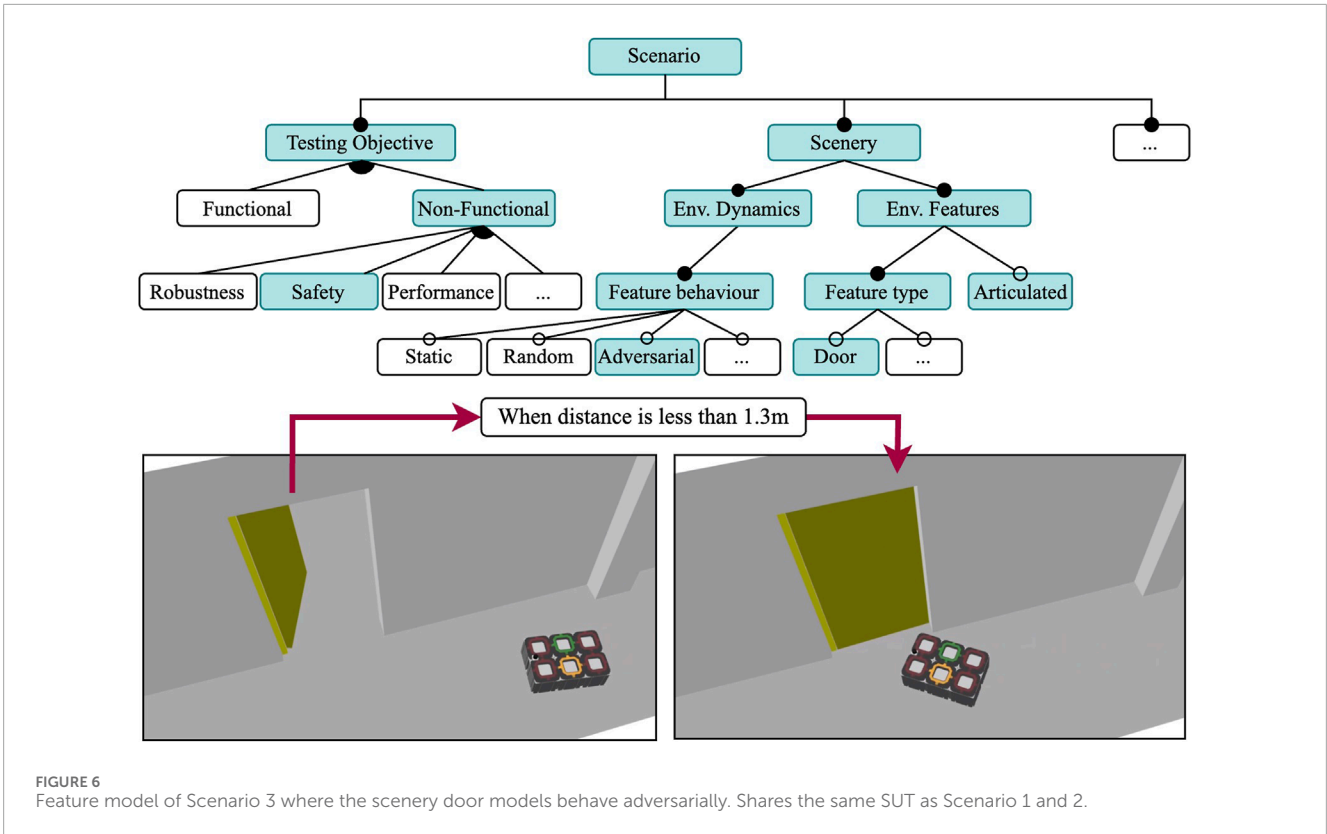 Scenario
Testing Objective
Scenery
...
Functional
Non-Functional
Env. Dynamics
Env. Features
Robustness
Safety
Performance
...
Feature behaviour
Feature type
Articulated
Static
Random
Adversarial
...
Door
...
When distance is less than 1.3m
FIGURE 6
Feature model of Scenario 3 where the scenery door models behave adversarially. Shares the same SUT as Scenario 1 and 2.